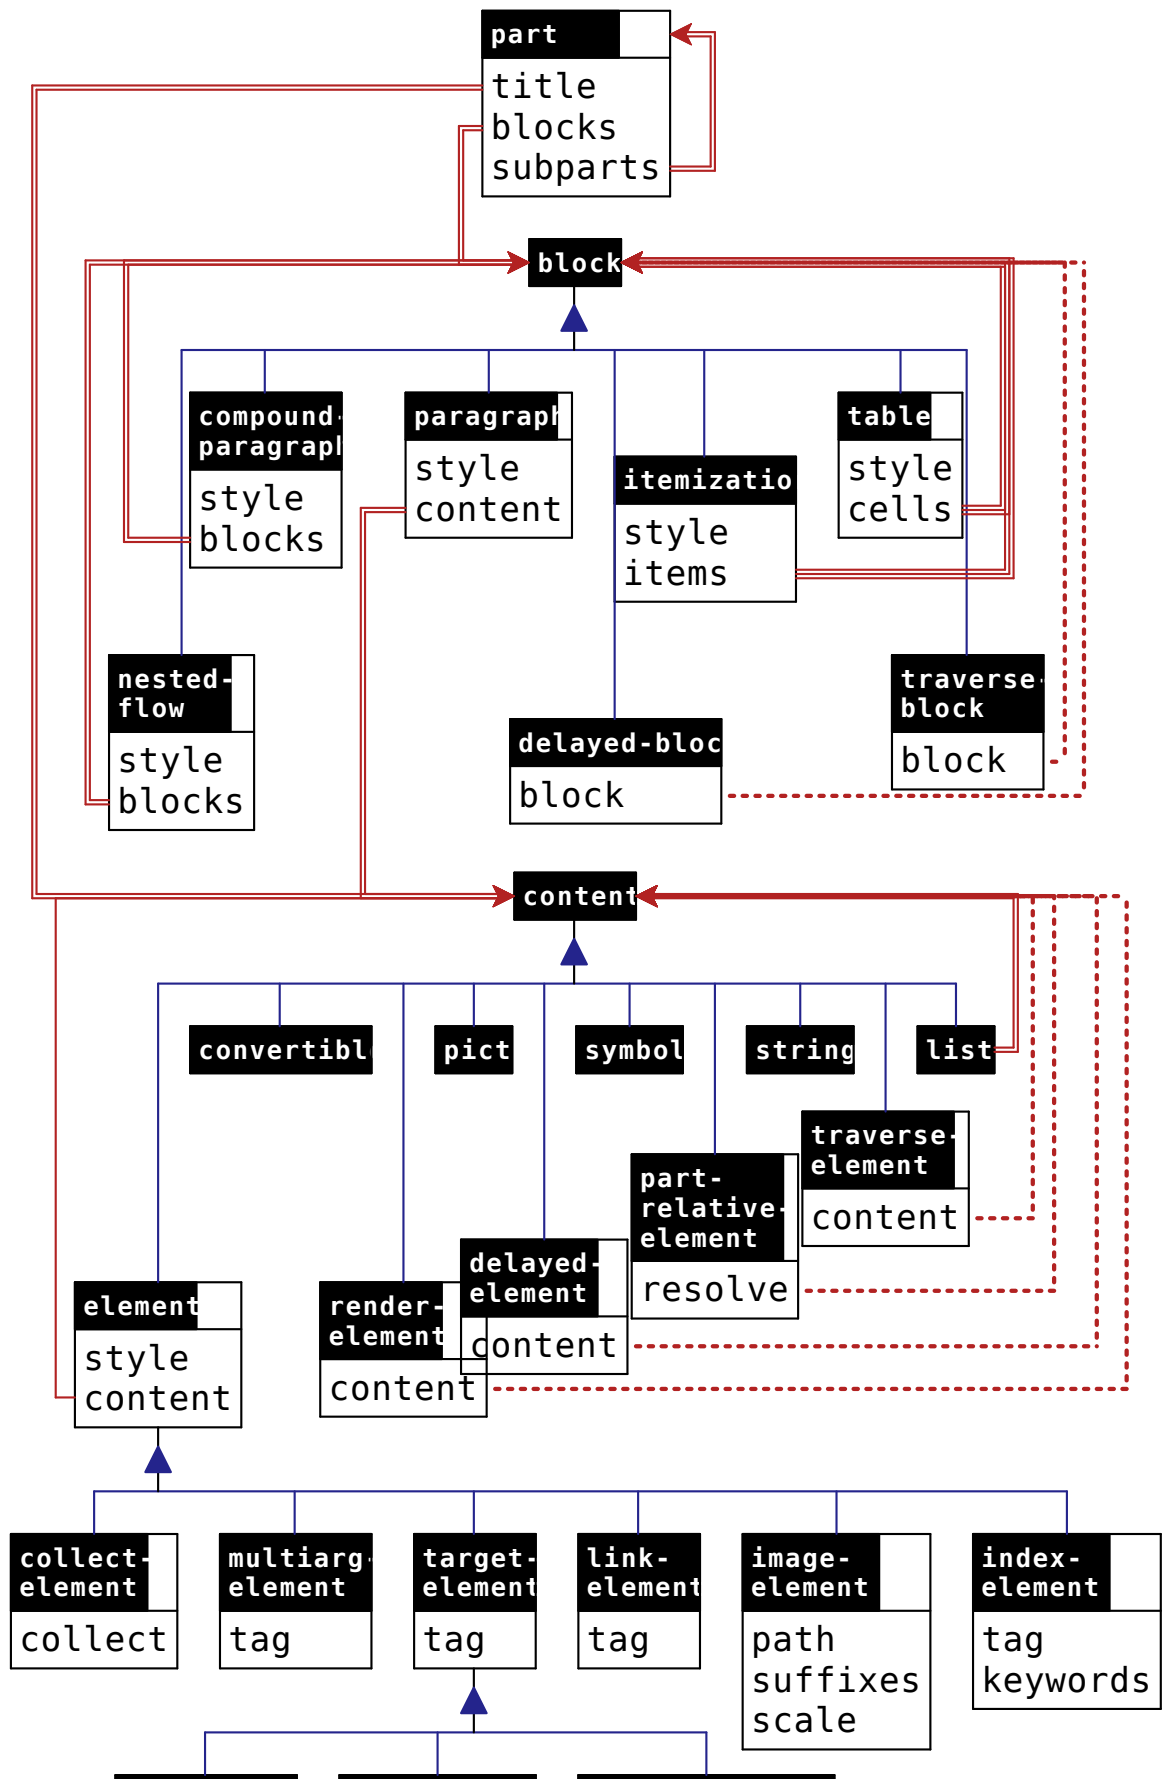 part
title
blocks
subparts
block
compound-
paragraph
style
blocks
paragraph
style
content
itemizatio
style
items
table
style
cells
nested-
flow
style
blocks
delayed-bloc
block
traverse-
block
block
content
convertible
pict
symbol
string
list
traverse-
element
content
part-
relative-
element
resolve
delayed-
element
content
element
style
content
render-
element
content
collect-
element
collect
multiarg-
element
tag
target-
element
tag
link-
element
tag
image-
element
path
suffixes
scale
index-
element
tag
keywords